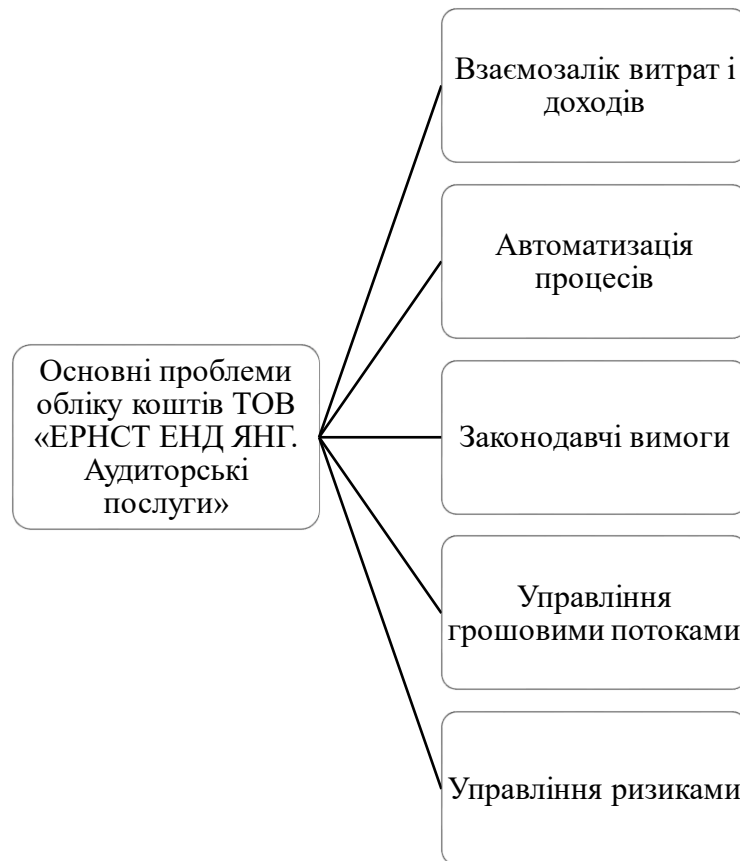 Взаємозалік витрат і
доходів
Автоматизація
процесів
Основні проблеми
обліку коштів ТОВ
«ЕРНСТ ЕНД ЯНГ.
Аудиторські
послуги»
Законодавчі вимоги
Управління
грошовими потоками
Управління ризиками